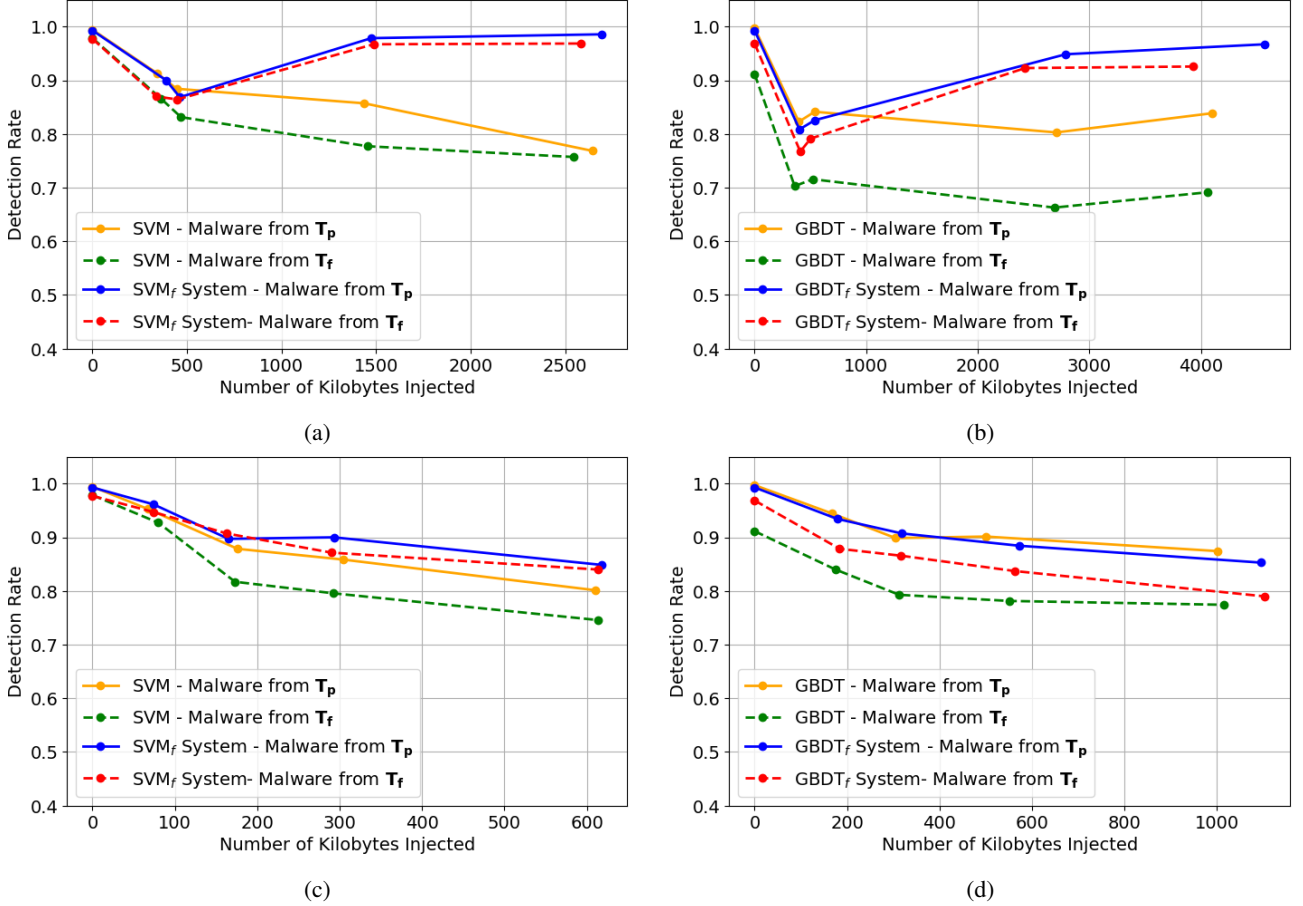 Detection Rate
1.0
0.9
0.8
0.7
0.6
0.5
0.4
SVM - Malware from Tp
SVM - Malware from Tf
SVMf System - Malware from Tp
SVMf System- Malware from Tf
0 500 1000 1500 2000 2500
Number of Kilobytes Injected
(a)
Detection Rate
1.0
0.9
0.8
0.7
0.6
0.5
0.4
GBDT - Malware from Tp
GBDT - Malware from Tf
GBDTf System - Malware from Tp
GBDTf System- Malware from Tf
0 1000 2000 3000 4000
Number of Kilobytes Injected
(b)
Detection Rate
1.0
0.9
0.8
0.7
0.6
0.5
0.4
SVM - Malware from Tp
SVM - Malware from Tf
SVMf System - Malware from Tp
SVMf System- Malware from Tf
0 100 200 300 400 500 600
Number of Kilobytes Injected
(c)
Detection Rate
1.0
0.9
0.8
0.7
0.6
0.5
0.4
GBDT - Malware from Tp
GBDT - Malware from Tf
GBDTf System - Malware from Tp
GBDTf System- Malware from Tf
0 200 400 600 800 1000
Number of Kilobytes Injected
(d)